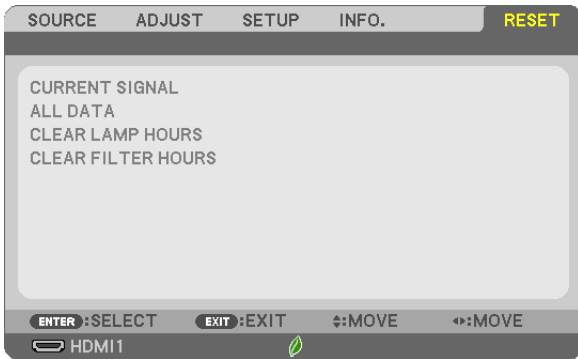 SOURCE ADJUST SETUP INFO. RESET
CURRENT SIGNAL
ALL DATA
CLEAR LAMP HOURS
CLEAR FILTER HOURS
ENTER :SELECT EXIT :EXIT :MOVE :MOVE
HDMI1